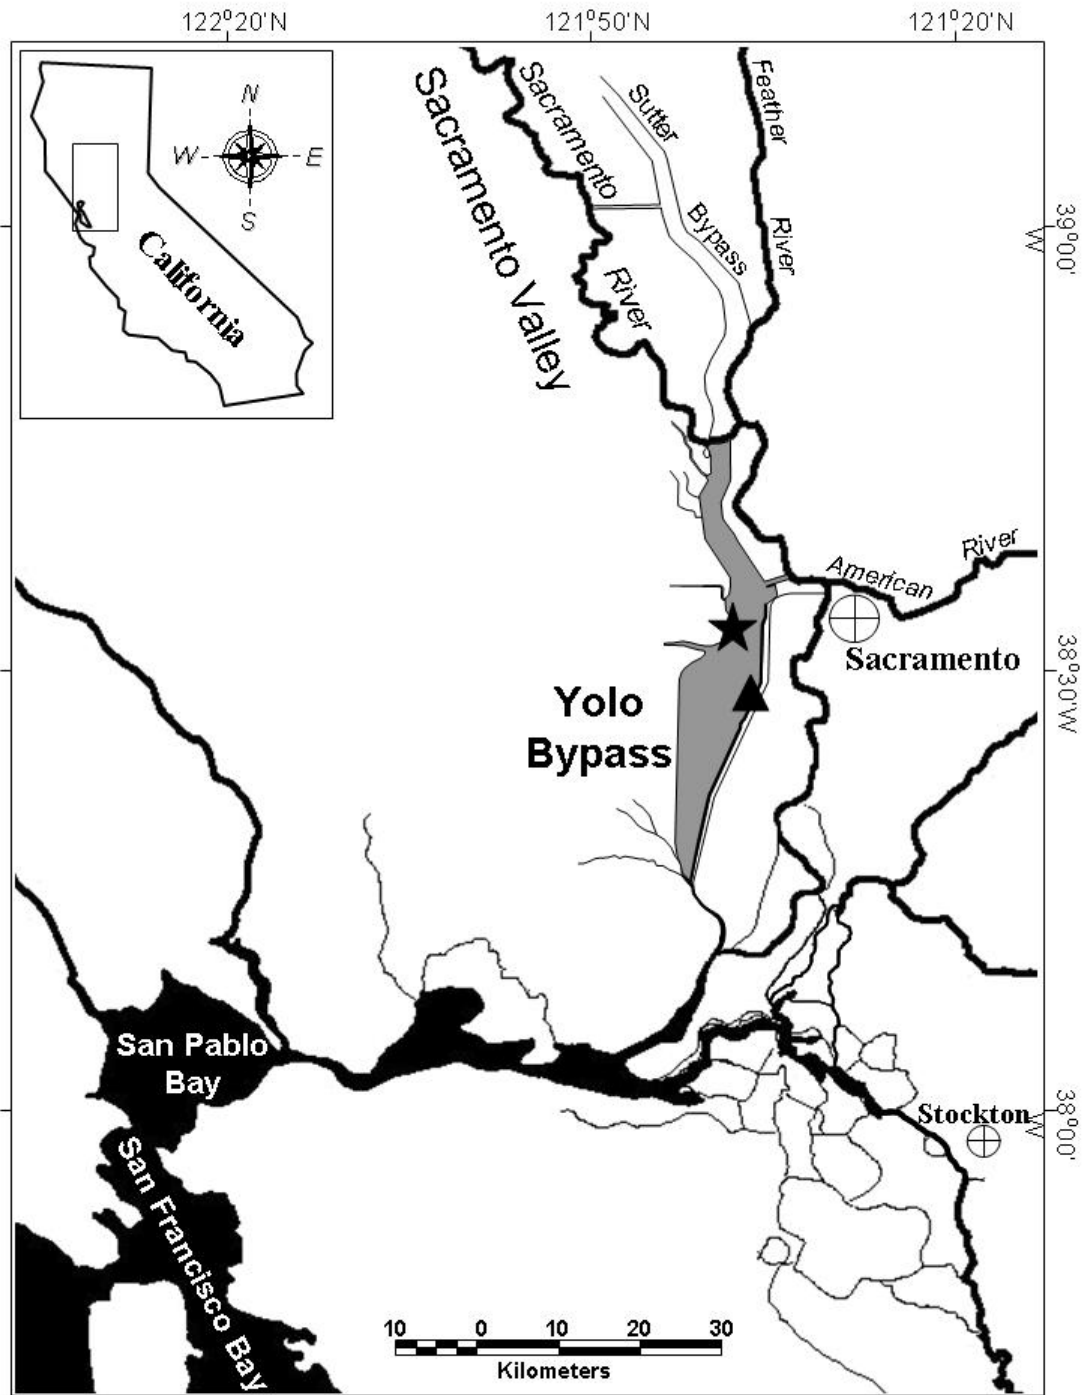 122°20'N
121°50'N
121°20'N
N
W
E
S
California
Sacramento Valley
Sacramento
River
Sutter
Bypass
Feather
River
39°00'
W
American
River
Sacramento
38°30'W
Yolo
Bypass
San Pablo
Bay
San Francisco Bay
Stockton
38°00'
W
10 0 10 20 30
Kilometers